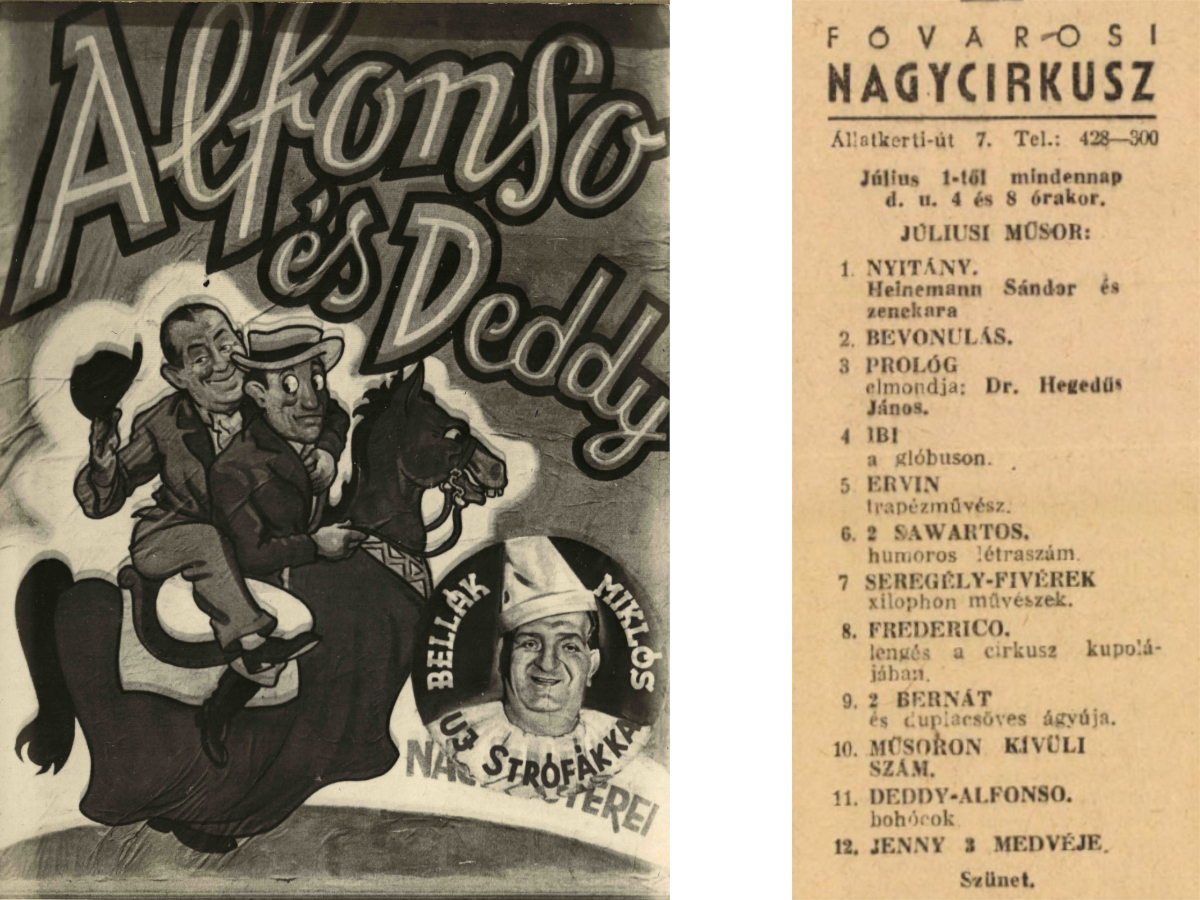 Alfonso
és Deddy
BELLÁK MIKLÓS
UJ STRÓFÁKKAL
FŐVÁROSI
NAGYCIRKUSZ
Állatkerti-út 7. Tel.: 428—300
Július 1-től mindennap
d. u. 4 és 8 órakor.
JÚLIUSI MŰSOR:
1. NYITÁNY.
Heinemann Sándor és
zenekara
2. BEVONULÁS.
3 PROLÓG
elmondja: Dr. Hegedűs
János.
4 IBI
a glóbuson.
5 ERVIN
trapézművész.
6. 2 SAWARTOS.
humoros létraszám.
7 SEREGÉLY-FIVÉREK
xilophon művészek.
8. FREDERICO.
lengés a cirkusz kupolá-
jában.
9. 2 BERNÁT
és duplacsöves ágyúja.
10. MŰSORON KÍVÜLI
SZÁM.
11. DEDDY-ALFONSO.
bohócok
12. JENNY 3 MEDVÉJE.
Szünet.